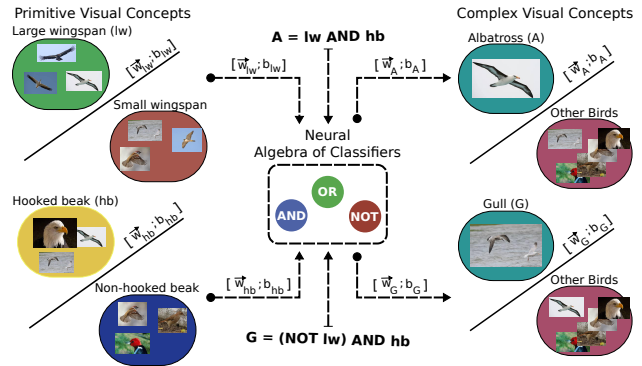 Primitive Visual Concepts
Complex Visual Concepts
Large wingspan (lw)
[w⃗lw; blw]
Small wingspan
Hooked beak (hb)
[w⃗hb; bhb]
Non-hooked beak
A = lw AND hb
[w⃗lw; blw]
[w⃗A; bA]
Neural
Algebra of Classifiers
OR
AND
NOT
[w⃗hb; bhb]
[w⃗G; bG]
G = (NOT lw) AND hb
Albatross (A)
[w⃗A; bA]
Other Birds
Gull (G)
[w⃗G; bG]
Other Birds